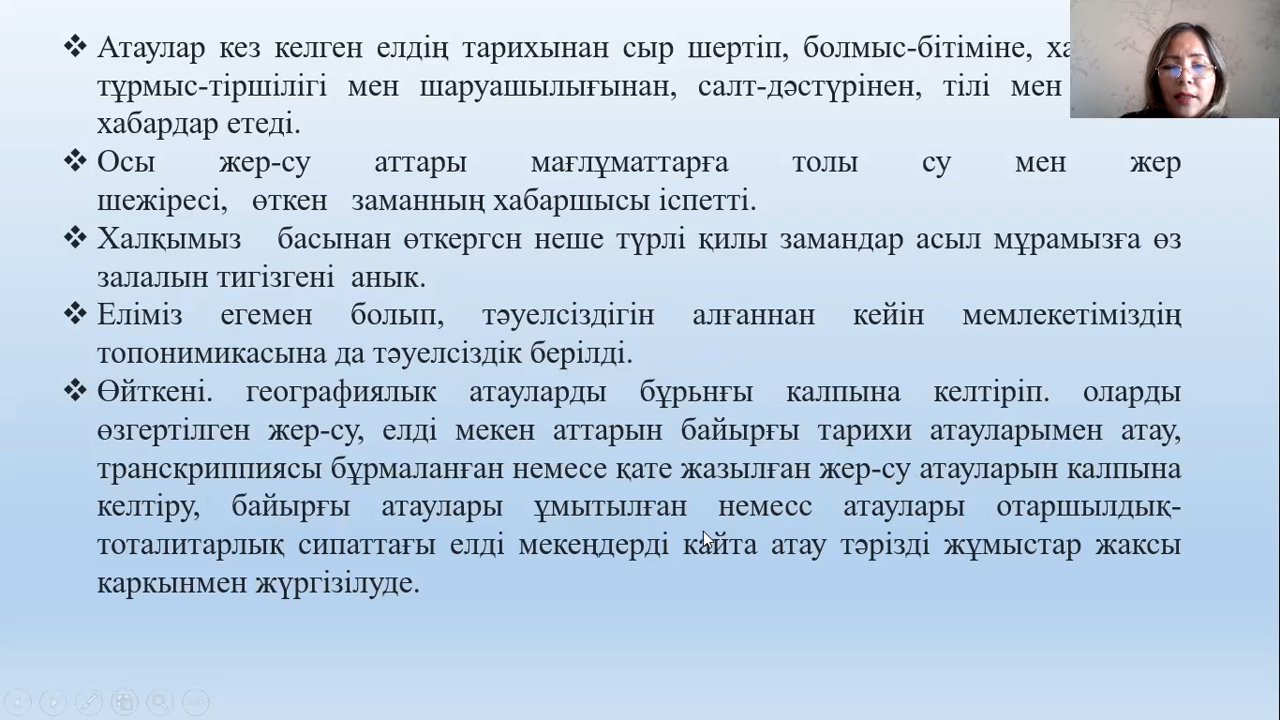 Атаулар кез келген елдің тарихынан сыр шертіп, болмыс-бітіміне,
тұрмыс-тіршілігі мен шаруашылығынан, салт-дәстүрінен, тілі мен
хабардар етеді.
Осы жер-су аттары мағлұматтарға толы су мен жер
шежіресі, өткен заманның хабаршысы іспетті.
Халқымыз басынан өткергсн неше түрлі қилы замандар асыл мұрамызға өз
залалын тигізгені анык.
Еліміз егемен болып, тәуелсіздігін алғаннан кейін мемлекетіміздің
топонимикасына да тәуелсіздік берілді.
Өйткені. географиялык атауларды бұрьнғы калпына келтіріп. оларды
өзгертілген жер-су, елді мекен аттарын байырғы тарихи атауларымен атау,
транскриппиясы бұрмаланған немесе қате жазылған жер-су атауларын калпына
келтіру, байырғы атаулары ұмытылған немесс атаулары отаршылдық-
тоталитарлық сипаттағы елді мекеңдерді кайта атау тәрізді жұмыстар жаксы
каркынмен жүргізілуде.